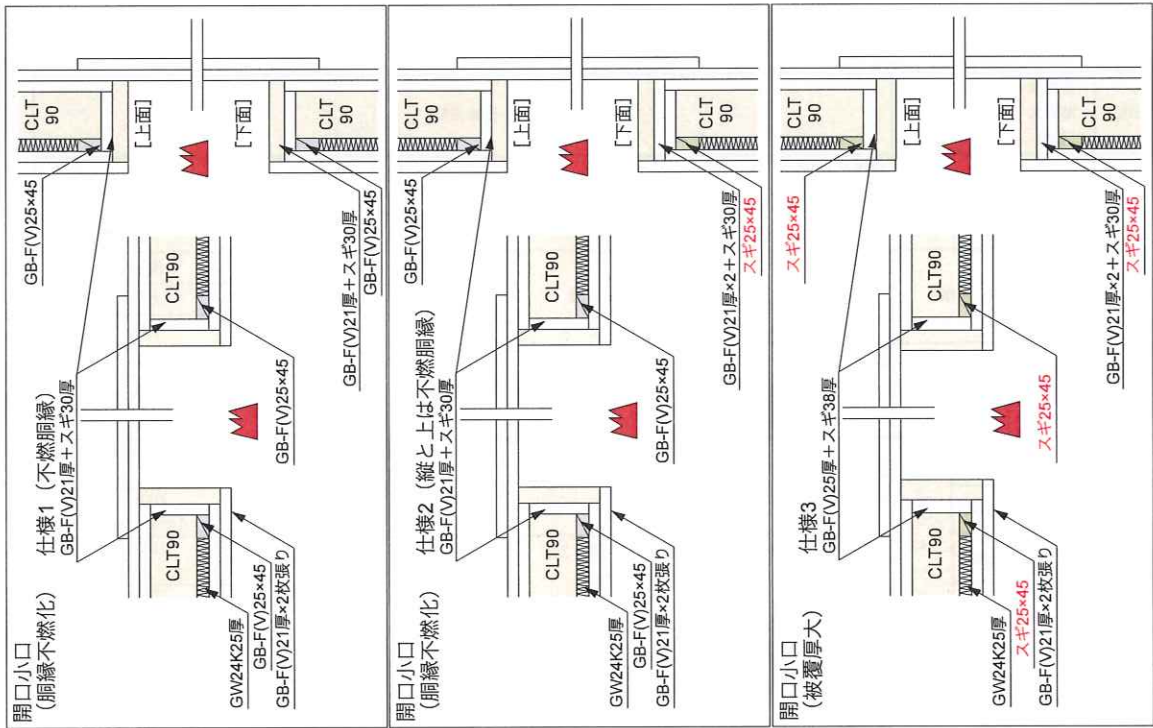 開口小口
(胴縁不燃化)
仕様1（不燃胴縁）
GB-F(V)21厚＋スギ30厚
CLT90
CLT90
GW24K25厚
GB-F(V)25×45
GB-F(V)21厚×2枚張り
GB-F(V)25×45
GB-F(V)25×45
CLT
90
[上面]
[下面]
CLT
90
GB-F(V)21厚＋スギ30厚
GB-F(V)25×45
開口小口
(胴縁不燃化)
仕様2（縦と上は不燃胴縁）
GB-F(V)21厚＋スギ30厚
CLT90
CLT90
GW24K25厚
GB-F(V)25×45
GB-F(V)21厚×2枚張り
GB-F(V)25×45
GB-F(V)25×45
CLT
90
[上面]
[下面]
CLT
90
GB-F(V)21厚×2＋スギ30厚
スギ25×45
開口小口
(被覆厚大)
仕様3
GB-F(V)25厚＋スギ38厚
CLT90
CLT90
GW24K25厚
スギ25×45
GB-F(V)21厚×2枚張り
スギ25×45
スギ25×45
CLT
90
[上面]
[下面]
CLT
90
GB-F(V)21厚×2＋スギ30厚
スギ25×45